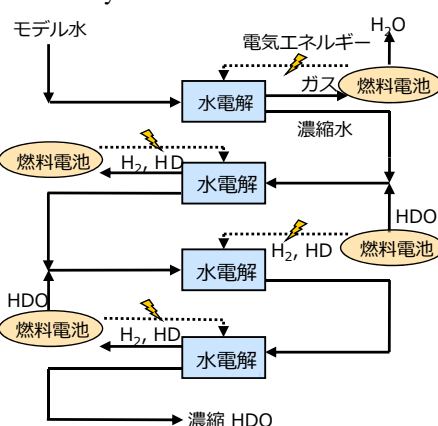 モデル水
H₂O
電気エネルギー
ガス
燃料電池
水電解
濃縮水
燃料電池
H₂, HD
水電解
HDO
水電解
H₂, HD
燃料電池
HDO
燃料電池
H₂, HD
水電解
濃縮 HDO